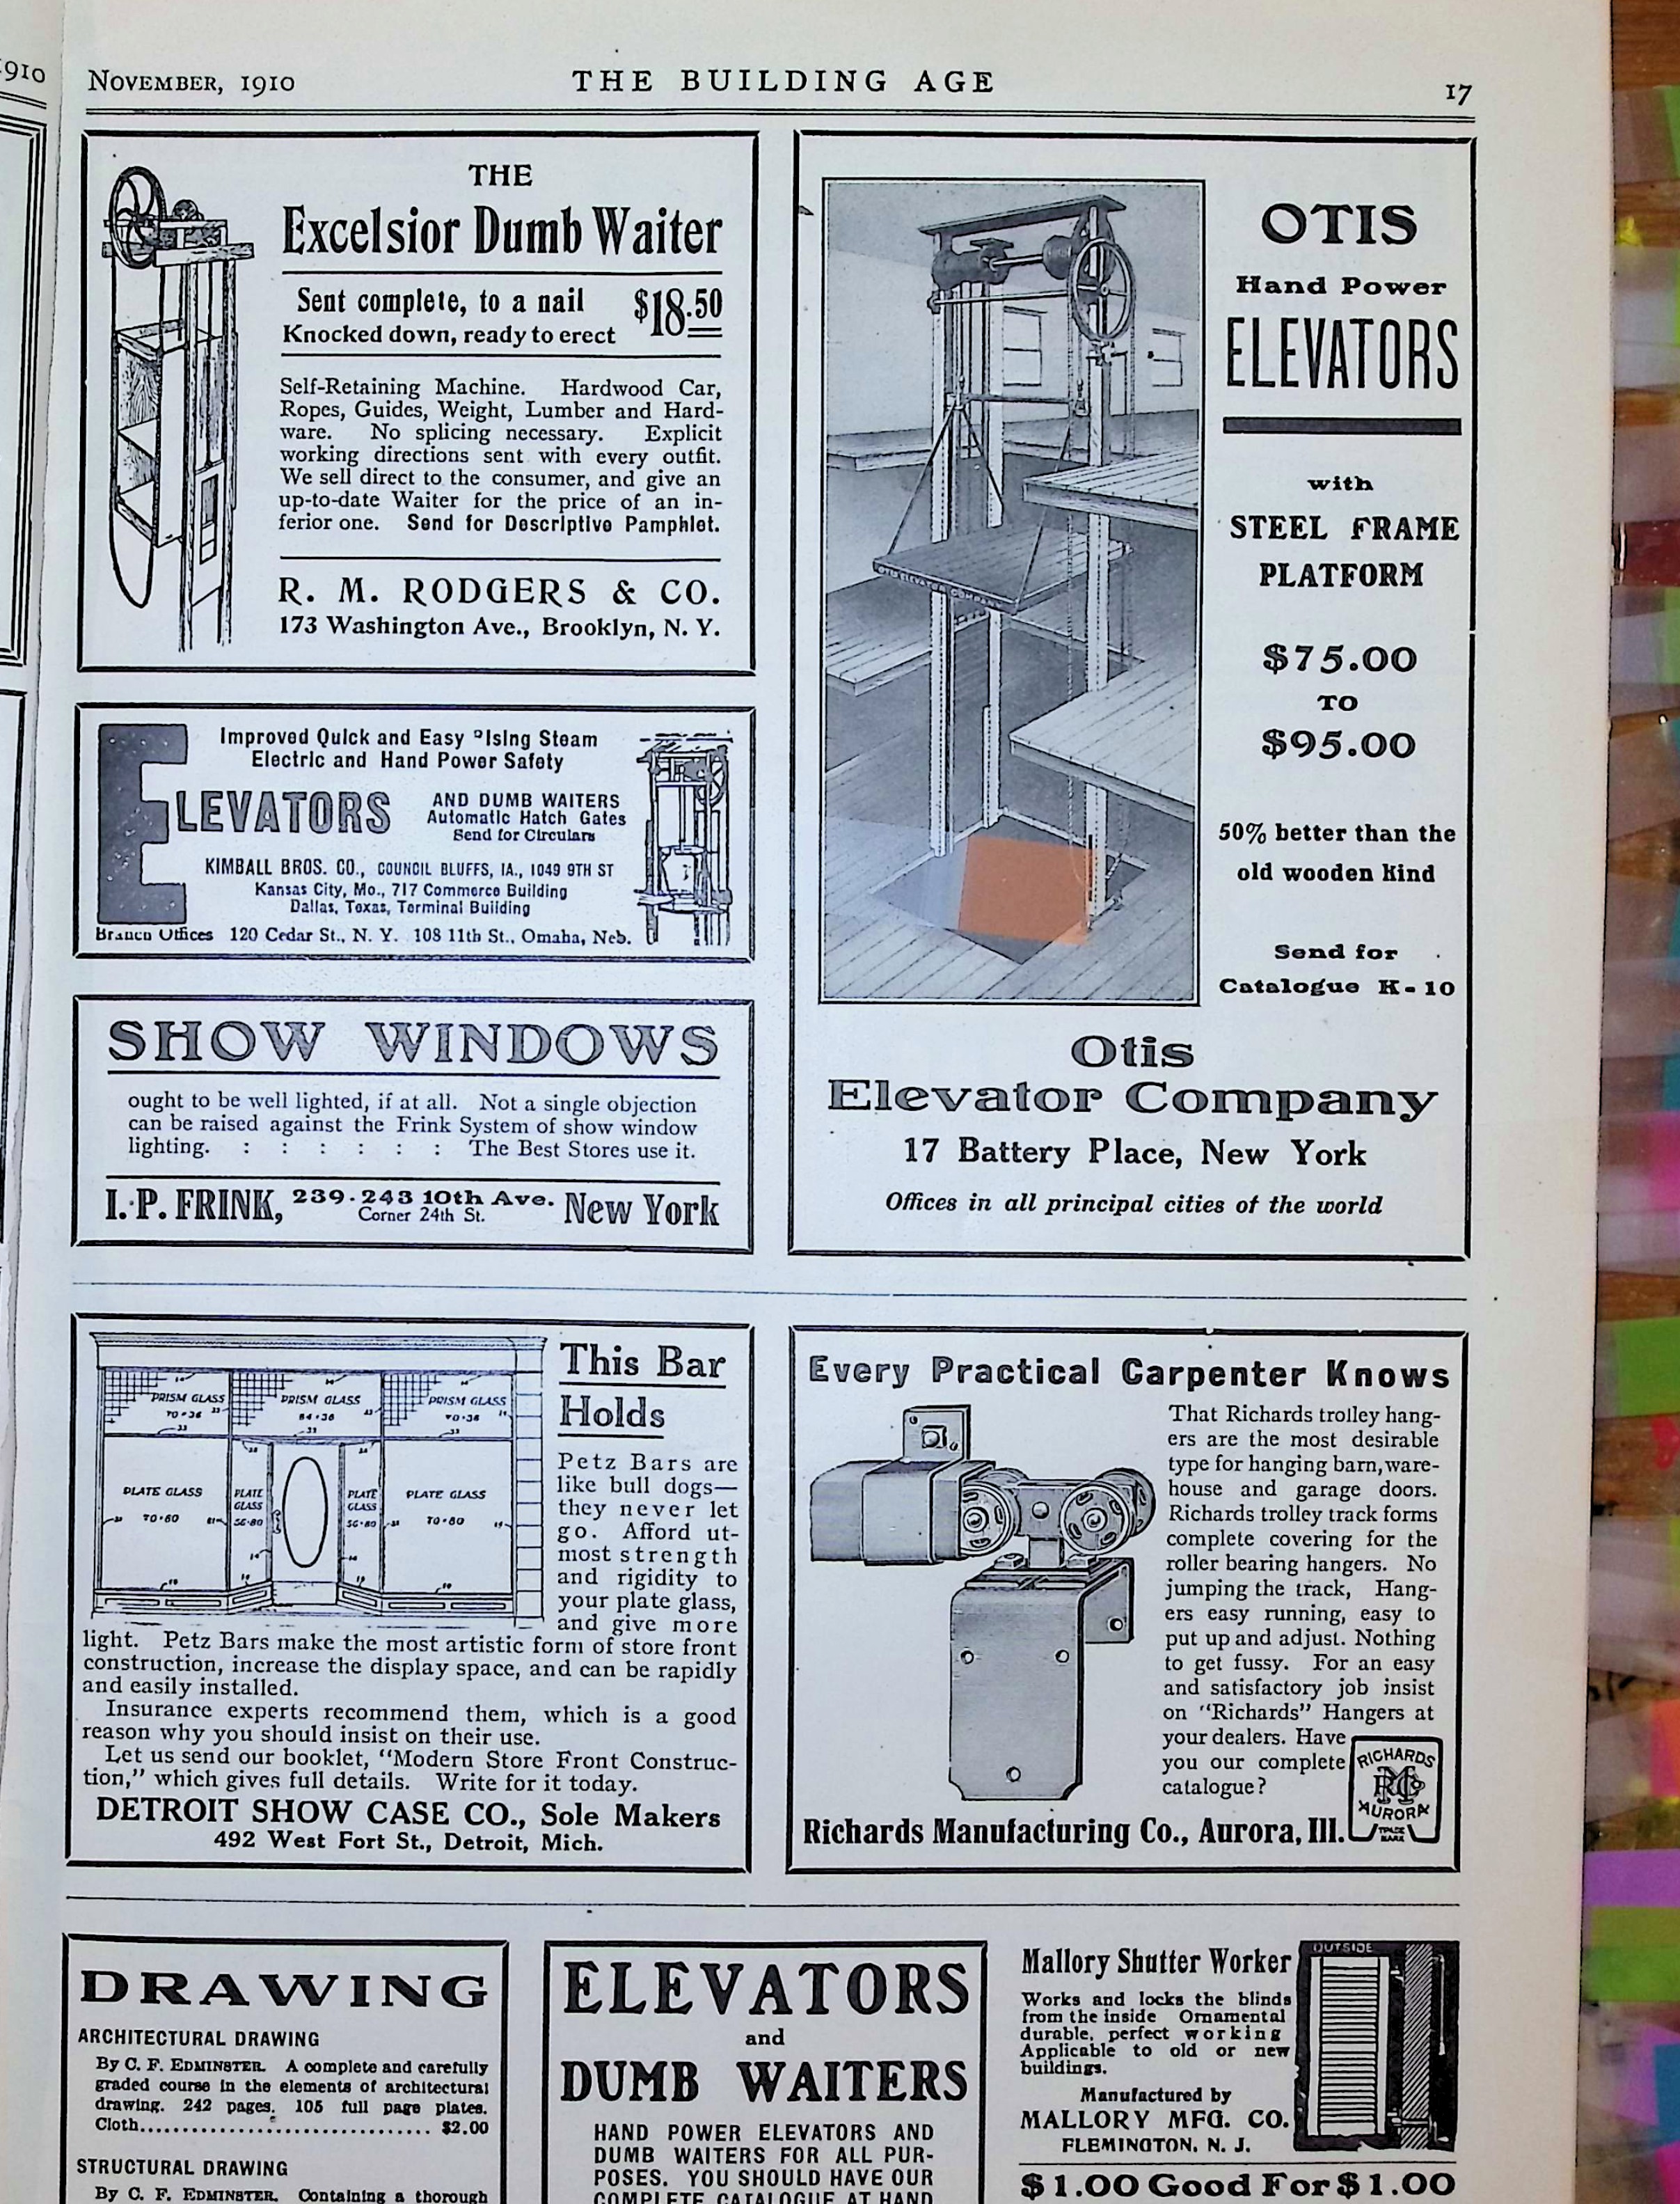 1910
NOVEMBER, 1910
THE BUILDING AGE
17
THE
Excelsior Dumb Waiter
Sent complete, to a nail
Knocked down, ready to erect
$18.50
Self-Retaining Machine. Hardwood Car,
Ropes, Guides, Weight, Lumber and Hard-
ware. No splicing necessary. Explicit
working directions sent with every outfit.
We sell direct to the consumer, and give an
up-to-date Waiter for the price of an in-
ferior one. Send for Descriptive Pamphlet.
R. M. RODGERS & CO.
173 Washington Ave., Brooklyn, N. Y.
Improved Quick and Easy Rising Steam
Electric and Hand Power Safety
ELEVATORS
AND DUMB WAITERS
Automatic Hatch Gates
Send for Circulars
KIMBALL BROS. CO., COUNCIL BLUFFS, IA., 1049 9TH ST
Kansas City, Mo., 717 Commerce Building
Dallas, Texas, Terminal Building
Branch Offices 120 Cedar St., N. Y. 108 11th St., Omaha, Neb.
SHOW WINDOWS
ought to be well lighted, if at all. Not a single objection
can be raised against the Frink System of show window
lighting. : : : : : : The Best Stores use it.
I. P. FRINK, 239-243 10th Ave. New York
Corner 24th St.
OTIS
Hand Power
ELEVATORS
with
STEEL FRAME
PLATFORM
$75.00
TO
$95.00
50% better than the
old wooden kind
Send for
Catalogue K-10
OTIS ELEVATOR COMPANY
Otis
Elevator Company
17 Battery Place, New York
Offices in all principal cities of the world
PRISM GLASS
70-36
PRISM GLASS
84-36
PRISM GLASS
70-36
PLATE GLASS
70-80
PLATE
GLASS
56-80
PLATE
GLASS
56-80
PLATE GLASS
70-80
This Bar
Holds
Petz Bars are
like bull dogs—
they never let
go. Afford ut-
most strength
and rigidity to
your plate glass,
and give more
light. Petz Bars make the most artistic form of store front
construction, increase the display space, and can be rapidly
and easily installed.
Insurance experts recommend them, which is a good
reason why you should insist on their use.
Let us send our booklet, "Modern Store Front Construc-
tion," which gives full details. Write for it today.
DETROIT SHOW CASE CO., Sole Makers
492 West Fort St., Detroit, Mich.
Every Practical Carpenter Knows
That Richards trolley hang-
ers are the most desirable
type for hanging barn, ware-
house and garage doors.
Richards trolley track forms
complete covering for the
roller bearing hangers. No
jumping the track, Hang-
ers easy running, easy to
put up and adjust. Nothing
to get fussy. For an easy
and satisfactory job insist
on "Richards" Hangers at
your dealers. Have
you our complete
catalogue?
RICHARDS
AURORA
TRADE
MARK
Richards Manufacturing Co., Aurora, Ill.
DRAWING
ARCHITECTURAL DRAWING
By C. F. EDMINSTER. A complete and carefully
graded course in the elements of architectural
drawing. 242 pages. 105 full page plates.
Cloth................................ $2.00
STRUCTURAL DRAWING
By C. F. EDMINSTER. Containing a thorough
ELEVATORS
and
DUMB WAITERS
HAND POWER ELEVATORS AND
DUMB WAITERS FOR ALL PUR-
POSES. YOU SHOULD HAVE OUR
COMPLETE CATALOGUE AT HAND
Mallory Shutter Worker
Works and locks the blinds
from the inside Ornamental
durable, perfect working
Applicable to old or new
buildings.
Manufactured by
MALLORY MFG. CO.
FLEMINGTON, N. J.
OUTSIDE
$1.00 Good For $1.00